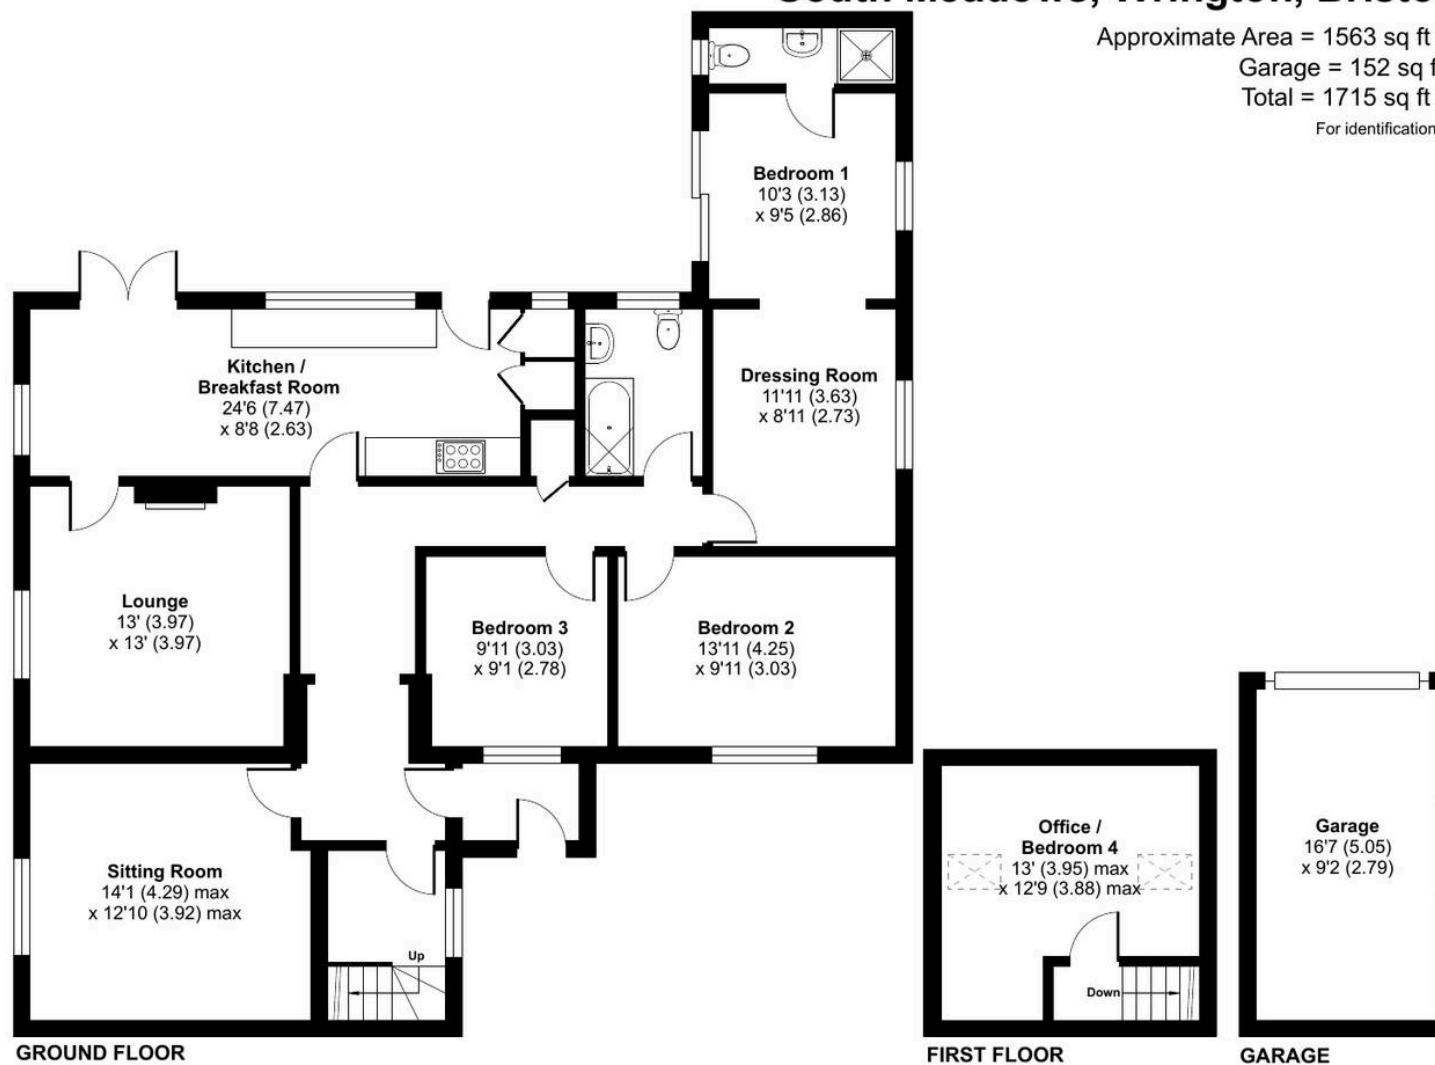 South Meadows, Wrington, Bristo
Approximate Area = 1563 sq ft
Garage = 152 sq f
Total = 1715 sq ft
For identification
Bedroom 1
10'3 (3.13)
x 9'5 (2.86)
Kitchen /
Breakfast Room
24'6 (7.47)
x 8'8 (2.63)
Dressing Room
11'11 (3.63)
x 8'11 (2.73)
Lounge
13' (3.97)
x 13' (3.97)
Bedroom 3
9'11 (3.03)
x 9'1 (2.78)
Bedroom 2
13'11 (4.25)
x 9'11 (3.03)
Sitting Room
14'1 (4.29) max
x 12'10 (3.92) max
Up
Office /
Bedroom 4
13' (3.95) max
x 12'9 (3.88) max
Down
Garage
16'7 (5.05)
x 9'2 (2.79)
GROUND FLOOR
FIRST FLOOR
GARAGE